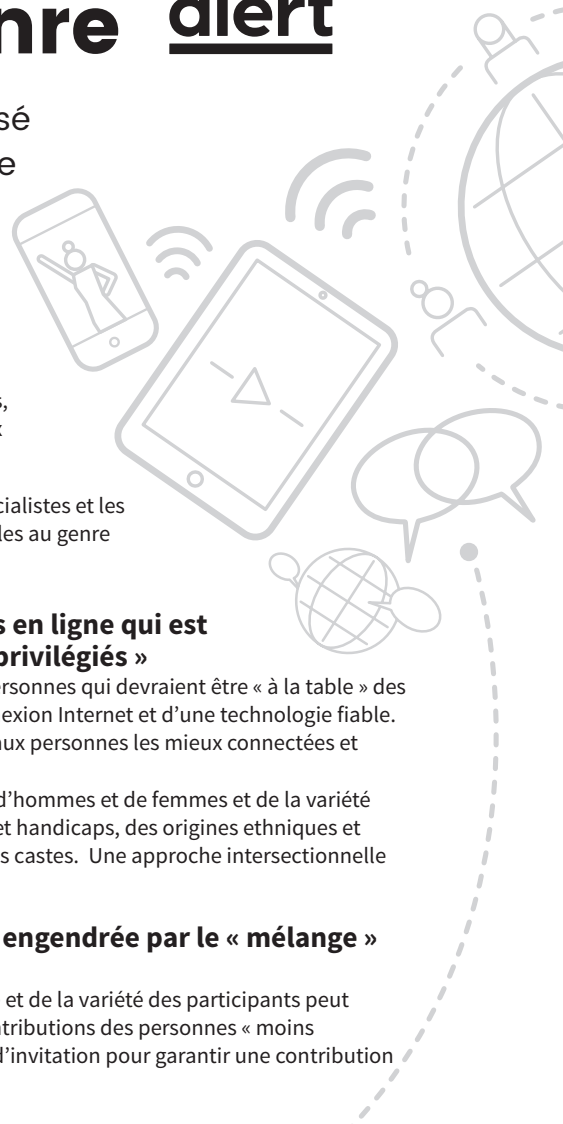 nre alert
sé
e
s,
x
cialistes et les
les au genre
s en ligne qui est
privilégiés »
ersonnes qui devraient être « à la table » des
exion Internet et d’une technologie fiable.
aux personnes les mieux connectées et
d’hommes et de femmes et de la variété
et handicaps, des origines ethniques et
s castes. Une approche intersectionnelle
engendrée par le « mélange »
et de la variété des participants peut
ntributions des personnes « moins
d’invitation pour garantir une contribution